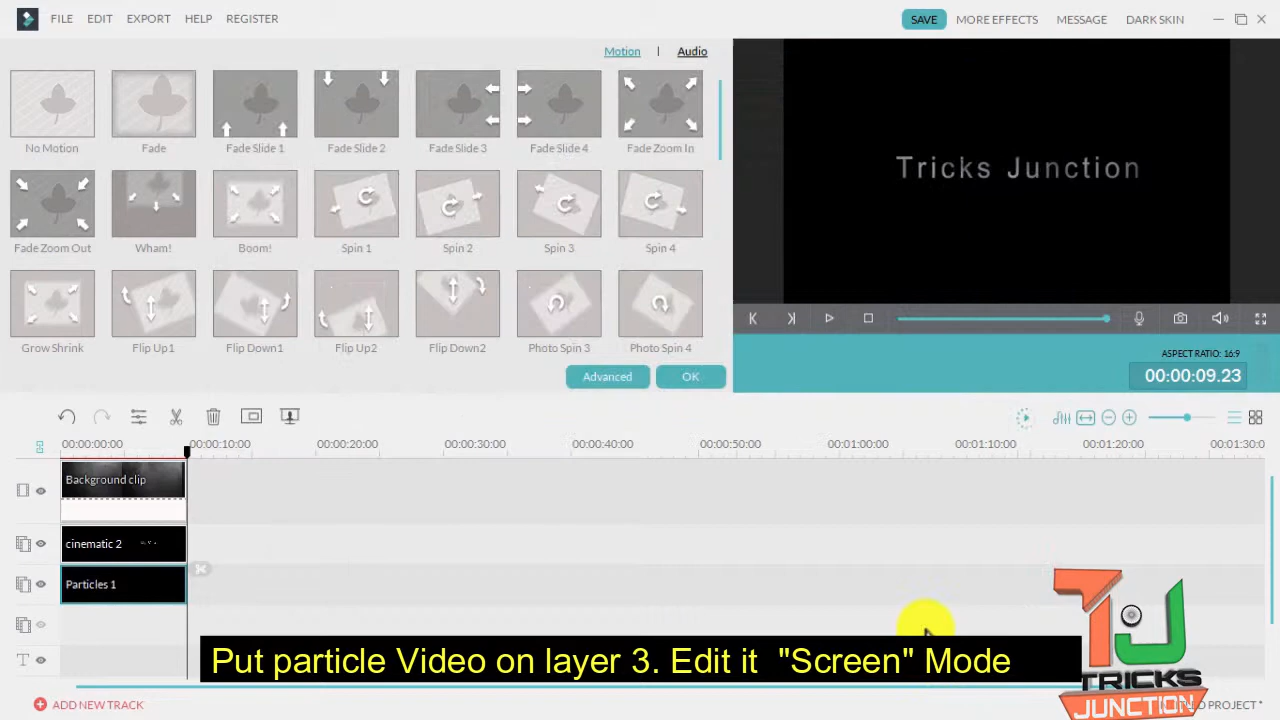 FILE EDIT EXPORT HELP REGISTER SAVE MORE EFFECTS MESSAGE DARK SKIN
Motion | Audio
No Motion Fade Fade Slide 1 Fade Slide 2 Fade Slide 3 Fade Slide 4 Fade Zoom In
Tricks Junction
Fade Zoom Out Wham! Boom! Spin 1 Spin 2 Spin 3 Spin 4
Grow Shrink Flip Up1 Flip Down1 Flip Up2 Flip Down2 Photo Spin 3 Photo Spin 4
ASPECT RATIO: 16:9
Advanced OK 00:00:09.23
00:00:00:00 00:00:10:00 00:00:20:00 00:00:30:00 00:00:40:00 00:00:50:00 00:01:00:00 00:01:10:00 00:01:20:00 00:01:30:0
Background clip
cinematic 2
Particles 1
T
Put particle Video on layer 3. Edit it "Screen" Mode
TJ
TRICKS
JUNCTION
ADD NEW TRACK PROJECT *